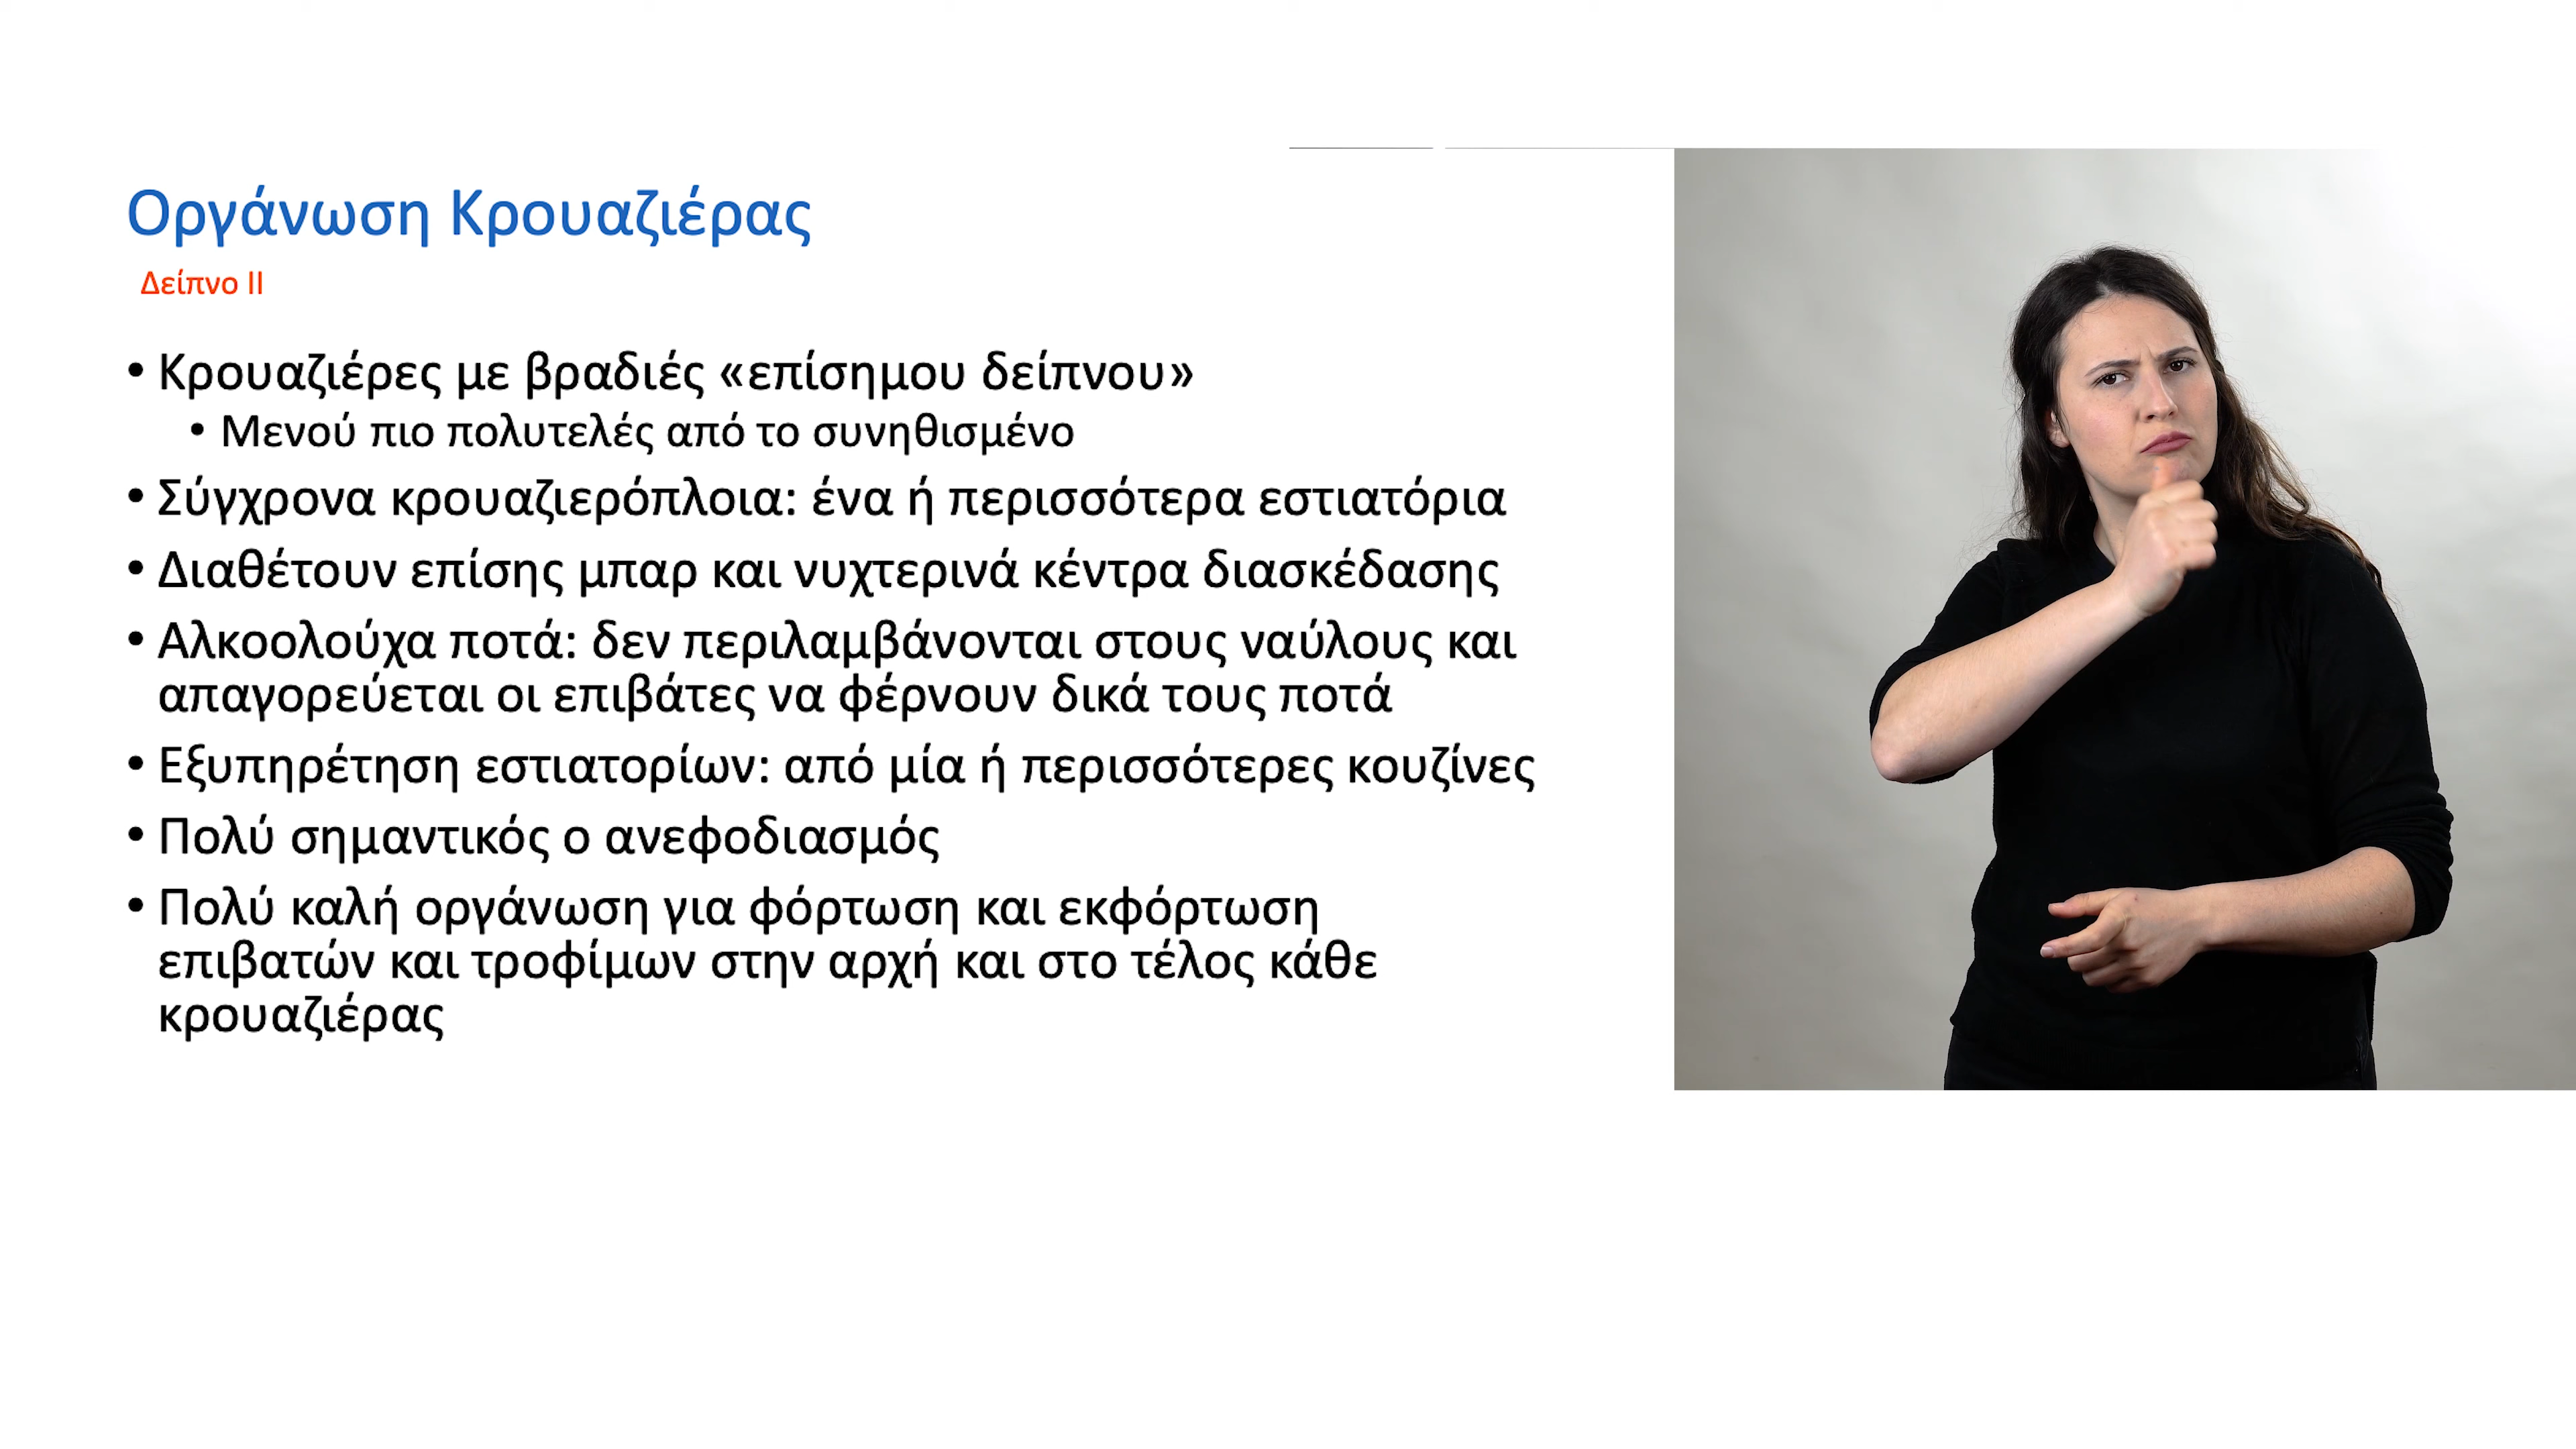 Οργάνωση Κρουαζιέρας
Δείπνο II
• Κρουαζιέρες με βραδιές «επίσημου δείπνου»
• Μενού πιο πολυτελές από το συνηθισμένο
• Σύγχρονα κρουαζιερόπλοια: ένα ή περισσότερα εστιατόρια
• Διαθέτουν επίσης μπαρ και νυχτερινά κέντρα διασκέδασης
• Αλκοολούχα ποτά: δεν περιλαμβάνονται στους ναύλους και
απαγορεύεται οι επιβάτες να φέρνουν δικά τους ποτά
• Εξυπηρέτηση εστιατορίων: από μία ή περισσότερες κουζίνες
• Πολύ σημαντικός ο ανεφοδιασμός
• Πολύ καλή οργάνωση για φόρτωση και εκφόρτωση
επιβατών και τροφίμων στην αρχή και στο τέλος κάθε
κρουαζιέρας